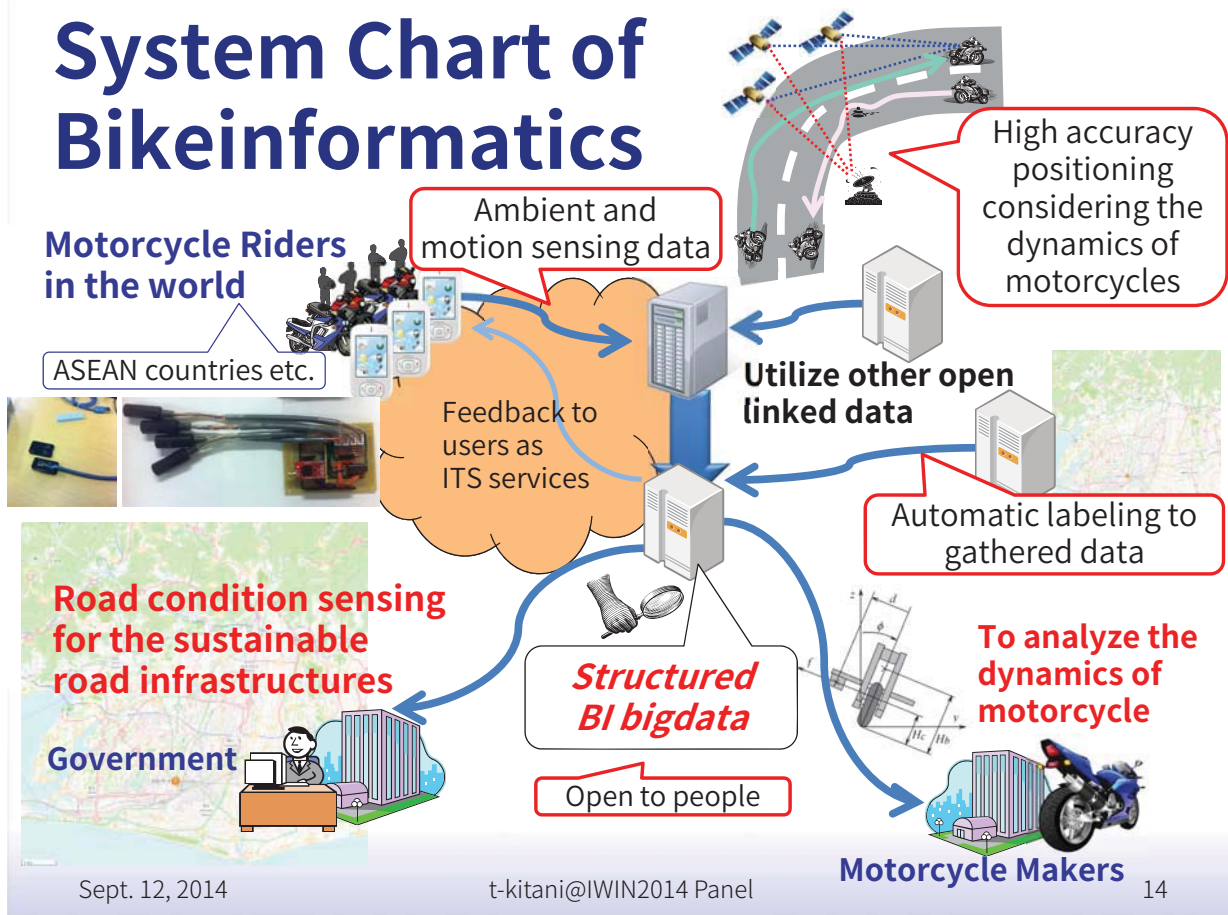 System Chart of
Bikeinformatics
High accuracy
positioning
considering the
dynamics of
motorcycles
Ambient and
motion sensing data
Motorcycle Riders
in the world
ASEAN countries etc.
Utilize other open
linked data
Feedback to
users as
ITS services
Automatic labeling to
gathered data
Road condition sensing
for the sustainable
road infrastructures
Government
Structured
BI bigdata
Open to people
To analyze the
dynamics of
motorcycle
z
d
ϕ
f
v
Hc
Hb
Motorcycle Makers
Sept. 12, 2014
t-kitani@IWIN2014 Panel
14